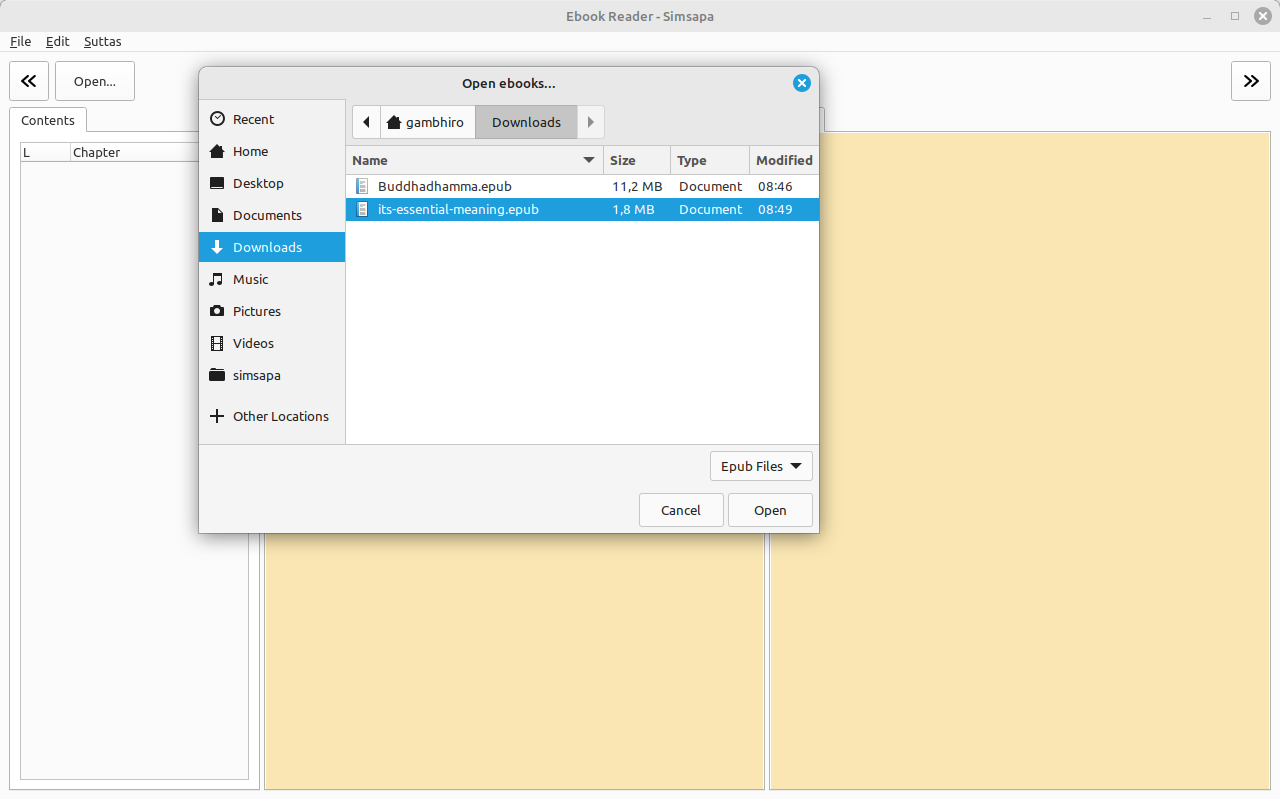 Ebook Reader - Simsapa
File Edit Suttas
Open...
Contents
L Chapter
Open ebooks...
Recent
Home
Desktop
Documents
Downloads
Music
Pictures
Videos
simsapa
Other Locations
gambhiro Downloads
Name Size Type Modified
Buddhadhamma.epub 11,2 MB Document 08:46
its-essential-meaning.epub 1,8 MB Document 08:49
Epub Files
Cancel Open